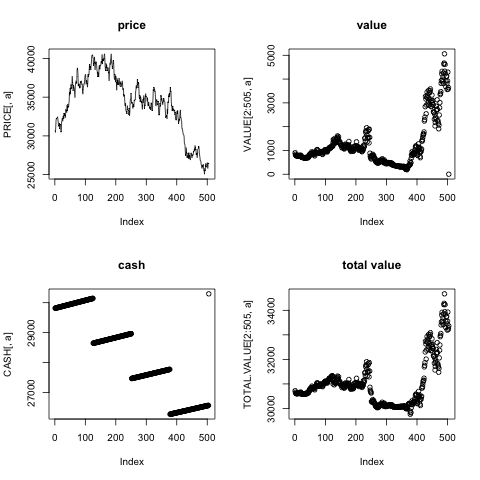 price
PRICE[, a]
25000 30000 35000 40000
0 100 200 300 400 500
Index
value
VALUE[2:505, a]
0 1000 3000 5000
0 100 200 300 400 500
Index
cash
CASH[, a]
27000 29000
0 100 200 300 400 500
Index
total value
TOTAL.VALUE[2:505, a]
30000 32000 34000
0 100 200 300 400 500
Index